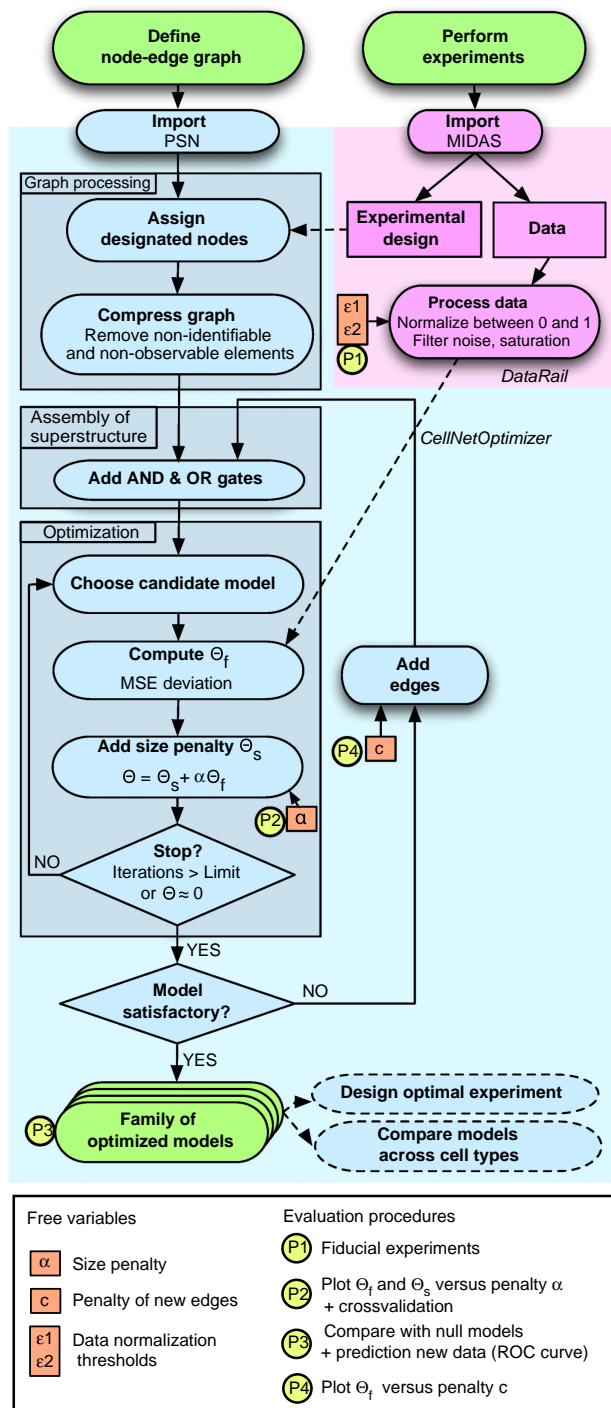 Define
node-edge graph
Perform
experiments
Import
PSN
Import
MIDAS
Graph processing
Assign
designated nodes
Experimental
design
Data
Compress graph
Remove non-identifiable
and non-observable elements
ε1
ε2
P1
Process data
Normalize between 0 and 1
Filter noise, saturation
DataRail
Assembly of
superstructure
CellNetOptimizer
Add AND & OR gates
Optimization
Choose candidate model
Compute Θf
MSE deviation
Add
edges
P4
c
Add size penalty Θs
Θ = Θs+ αΘf
P2
α
Stop?
Iterations > Limit
or Θ ≈ 0
NO
YES
Model
satisfactory?
NO
YES
P3
Family of
optimized models
Design optimal experiment
Compare models
across cell types
Free variables
α Size penalty
c Penalty of new edges
ε1
ε2
Data normalization
thresholds
Evaluation procedures
P1 Fiducial experiments
P2 Plot Θf and Θs versus penalty α
+ crossvalidation
P3 Compare with null models
+ prediction new data (ROC curve)
P4 Plot Θf versus penalty c